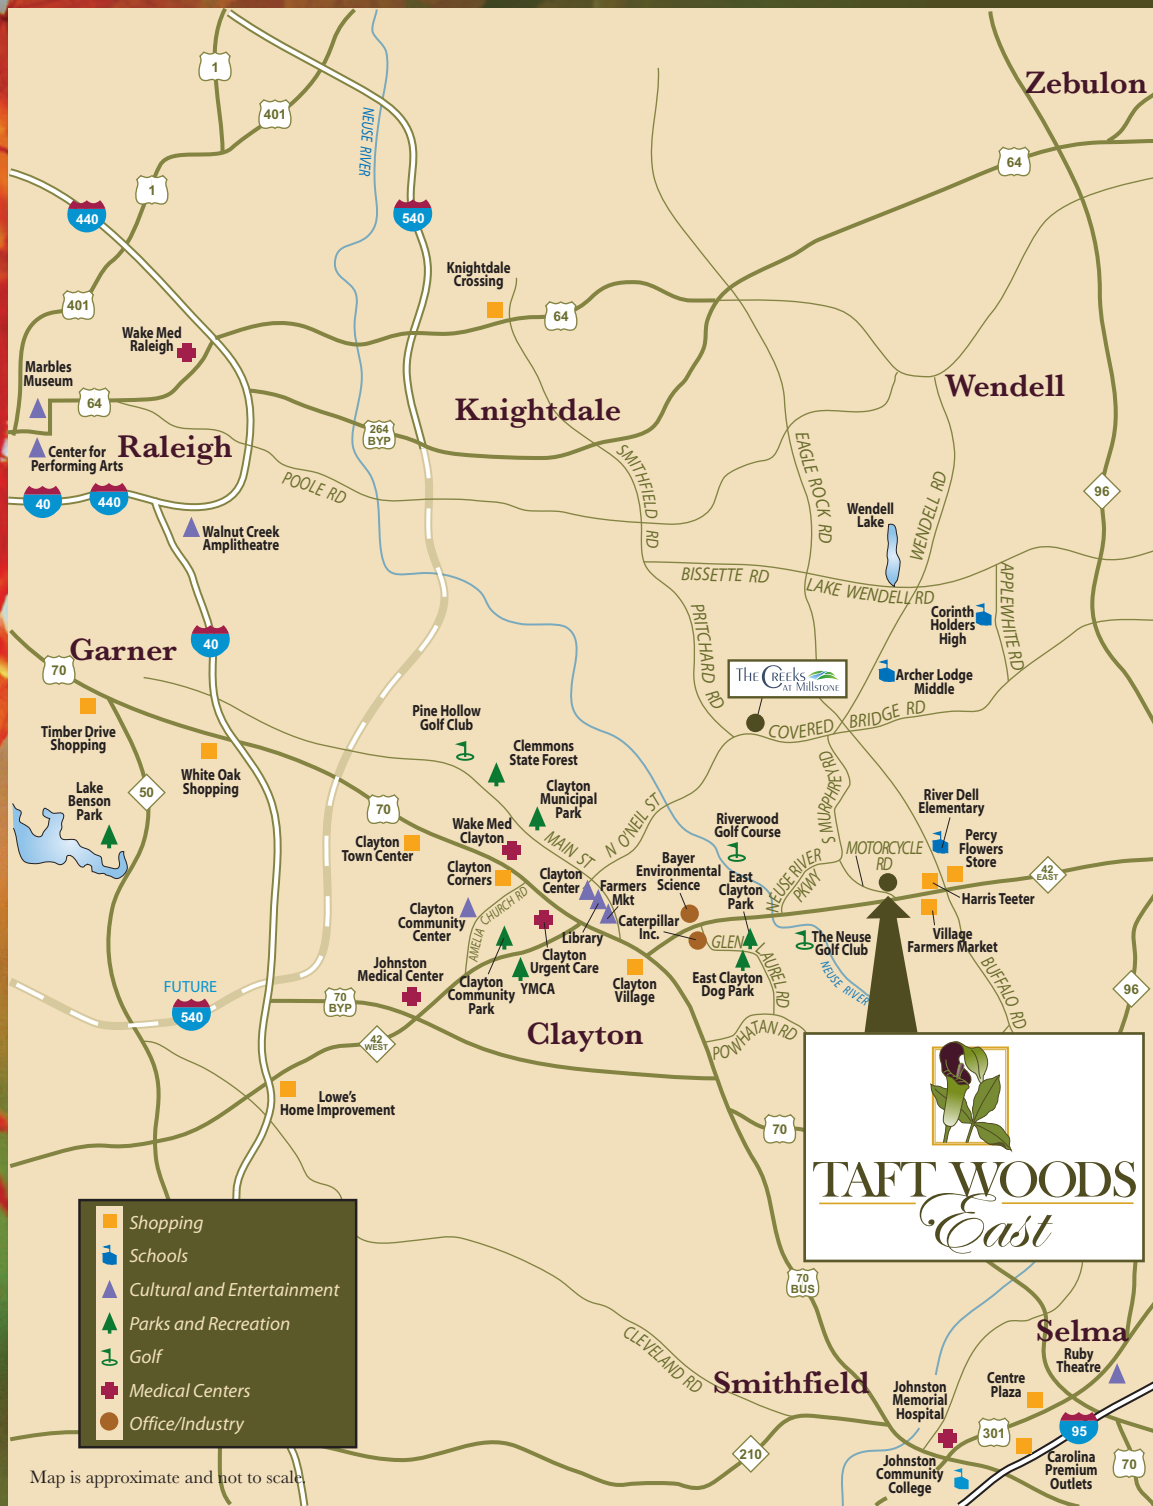 Zebulon
1
401
NEUSE RIVER
64
1
440
540
Knightdale
Crossing
401
64
Wake Med
Raleigh
Marbles
Museum
64
Wendell
Knightdale
264
BYP
Raleigh
Center for
Performing Arts
EAGLE ROCK RD
SMITHFIELD RD
WENDELL RD
POOLE RD
40
440
96
Wendell
Lake
Walnut Creek
Amplitheatre
BISSETTE RD
LAKE WENDELL RD
APPLEWHITE RD
Corinth
Holders
High
PRITCHARD RD
Garner
40
70
THE CREEKS
AT MILLSTONE
Archer Lodge
Middle
COVERED BRIDGE RD
Pine Hollow
Golf Club
Timber Drive
Shopping
Clemmons
State Forest
White Oak
Shopping
S MURPHREY RD
Lake
Benson
Park
50
Clayton
Municipal
Park
River Dell
Elementary
70
N O'NEIL ST
Wake Med
Clayton
MAIN ST
Riverwood
Golf Course
Percy
Flowers
Store
Clayton
Town Center
MOTORCYCLE
RD
Bayer
Environmental
Science
NEUSE RIVER
PKWY
42
EAST
Clayton
Corners
Clayton
Center
East
Clayton
Park
Farmers
Mkt
Harris Teeter
Clayton
Community
Center
AMELIA CHURCH RD
Caterpillar
Inc.
Library
GLEN LAUREL RD
The Neuse
Golf Club
Village
Farmers Market
Johnston
Medical Center
Clayton
Urgent Care
Clayton
Community
Park
YMCA
Clayton
Village
East Clayton
Dog Park
NEUSE RIVER
BUFFALO RD
FUTURE
540
70
BYP
96
Clayton
42
WEST
POWHATAN RD
Lowe's
Home Improvement
70
TAFT WOODS
East
Shopping
Schools
Cultural and Entertainment
Parks and Recreation
Golf
Medical Centers
Office/Industry
70
BUS
CLEVELAND RD
Selma
Ruby
Theatre
Smithfield
Centre
Plaza
Johnston
Memorial
Hospital
301
95
210
Johnston
Community
College
Carolina
Premium
Outlets
70
Map is approximate and not to scale.